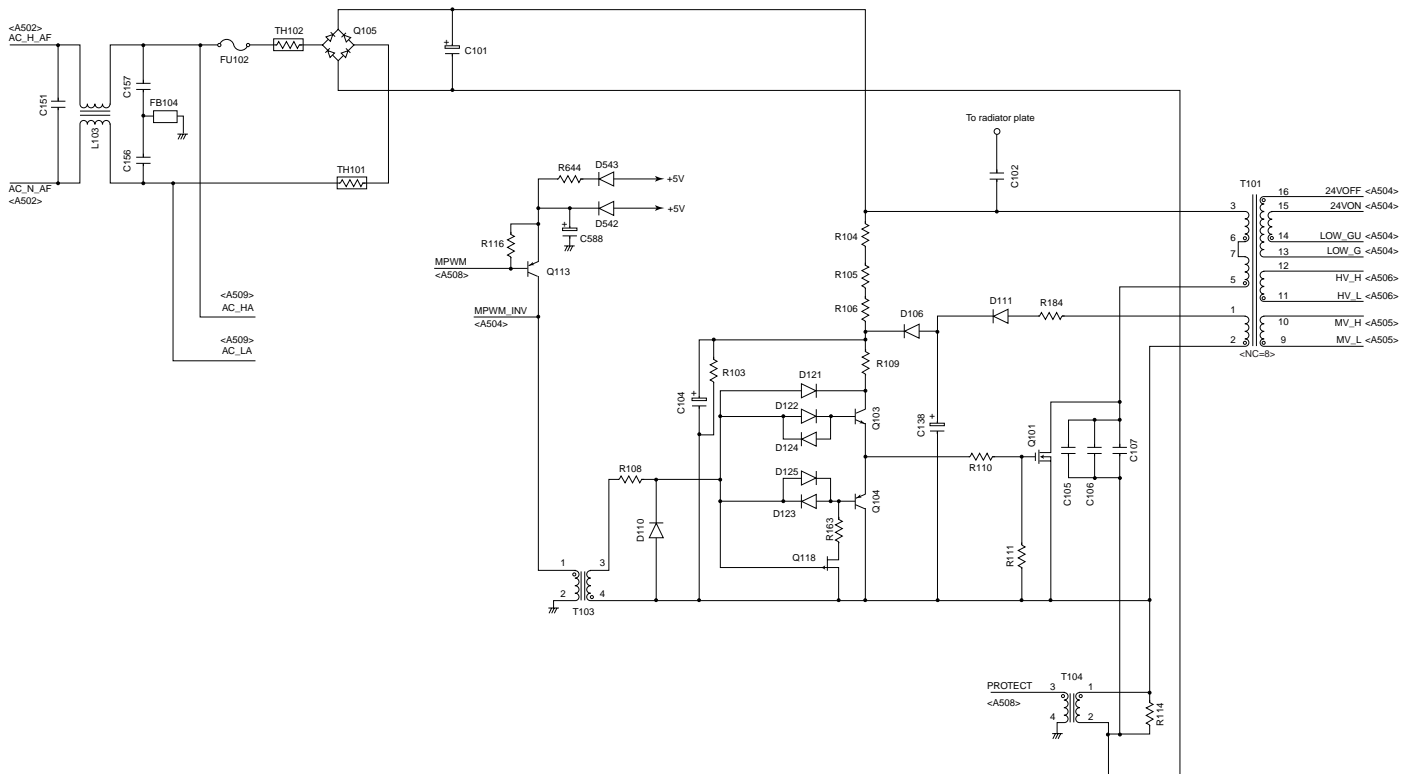 <A502>
AC_H_AF
C151
L103
C157
C156
FB104
FU102
TH102
Q105
C101
AC_N_AF
<A502>
TH101
<A509>
AC_HA
<A509>
AC_LA
R644
D543
+5V
D542
+5V
C588
R116
MPWM
<A508>
Q113
MPWM_INV
<A504>
To radiator plate
C102
R104
R105
R106
D106
D111
R184
R109
R103
C104
D121
D122
D124
Q103
C138
R108
D125
D123
Q104
R163
Q118
D110
R110
Q101
R111
C105
C106
C107
1
2
3
4
T103
T101
3
6
7
5
1
2
<NC=8>
16 24VOFF <A504>
15 24VON <A504>
14 LOW_GU <A504>
13 LOW_G <A504>
12 HV_H <A506>
11 HV_L <A506>
10 MV_H <A505>
9 MV_L <A505>
PROTECT
<A508>
T104
3
4
1
2
R114
+
+
+
+